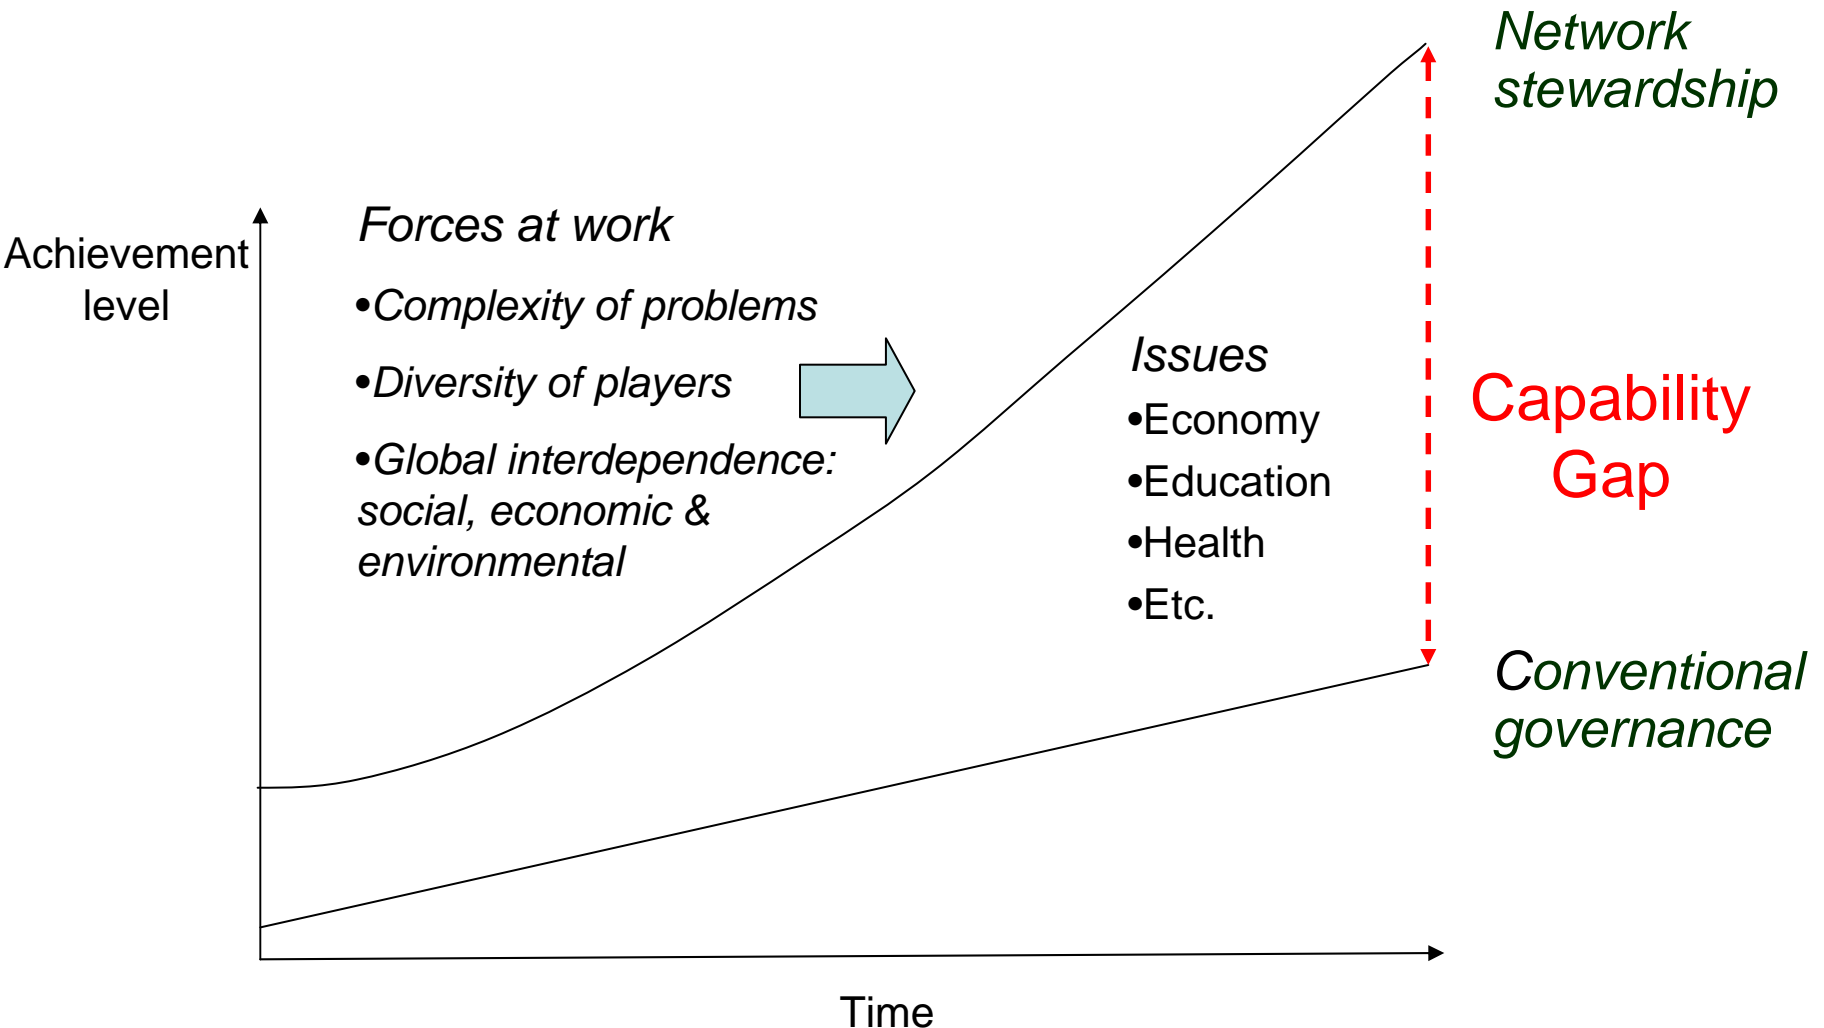 Network
stewardship
Achievement
level
Forces at work
•Complexity of problems
•Diversity of players
•Global interdependence:
social, economic &
environmental
Issues
•Economy
•Education
•Health
•Etc.
Capability
Gap
Conventional
governance
Time